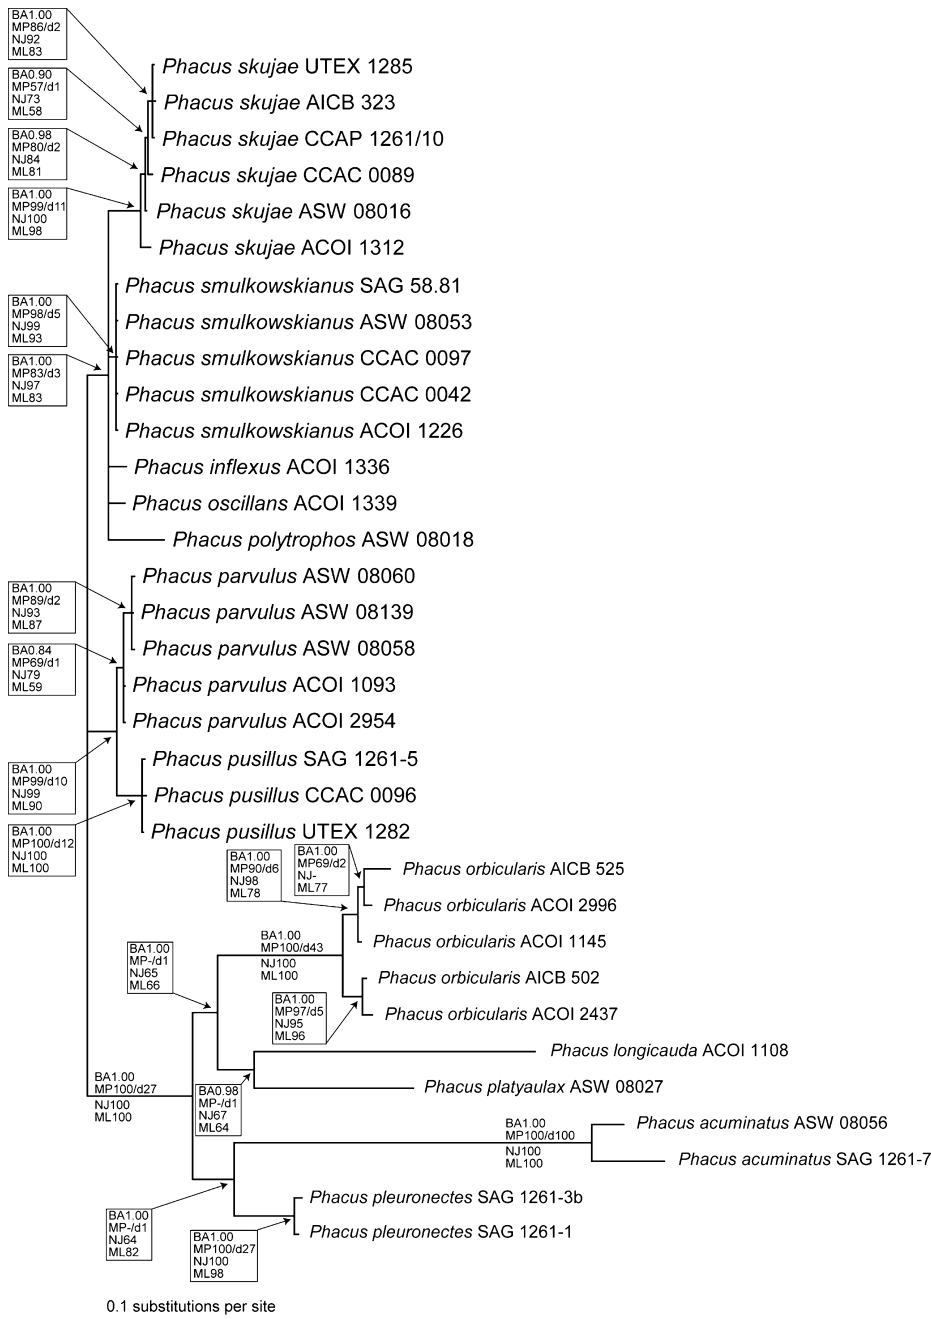 BA1.00
MP86/d2
NJ92
ML83
Phacus skujae UTEX 1285
BA0.90
MP57/d1
NJ73
ML58
Phacus skujae AICB 323
Phacus skujae CCAP 1261/10
BA0.98
MP80/d2
NJ84
ML81
Phacus skujae CCAC 0089
BA1.00
MP99/d11
NJ100
ML98
Phacus skujae ASW 08016
Phacus skujae ACOI 1312
Phacus smulkowskianus SAG 58.81
BA1.00
MP98/d5
NJ99
ML93
Phacus smulkowskianus ASW 08053
Phacus smulkowskianus CCAC 0097
BA1.00
MP83/d3
NJ97
ML83
Phacus smulkowskianus CCAC 0042
Phacus smulkowskianus ACOI 1226
Phacus inflexus ACOI 1336
Phacus oscillans ACOI 1339
Phacus polytrophos ASW 08018
Phacus parvulus ASW 08060
BA1.00
MP89/d2
NJ93
ML87
Phacus parvulus ASW 08139
Phacus parvulus ASW 08058
BA0.84
MP69/d1
NJ79
ML59
Phacus parvulus ACOI 1093
Phacus parvulus ACOI 2954
Phacus pusillus SAG 1261-5
BA1.00
MP99/d10
NJ99
ML90
Phacus pusillus CCAC 0096
Phacus pusillus UTEX 1282
BA1.00
MP100/d12
NJ100
ML100
BA1.00
MP90/d6
NJ98
ML78
BA1.00
MP69/d2
NJ-
ML77
Phacus orbicularis AICB 525
Phacus orbicularis ACOI 2996
Phacus orbicularis ACOI 1145
BA1.00
MP100/d43
NJ100
ML100
BA1.00
MP-/d1
NJ65
ML66
Phacus orbicularis AICB 502
BA1.00
MP97/d5
NJ95
ML96
Phacus orbicularis ACOI 2437
Phacus longicauda ACOI 1108
Phacus platyaulax ASW 08027
BA1.00
MP100/d27
NJ100
ML100
BA0.98
MP-/d1
NJ67
ML64
BA1.00
MP100/d100
NJ100
ML100
Phacus acuminatus ASW 08056
Phacus acuminatus SAG 1261-7
Phacus pleuronectes SAG 1261-3b
Phacus pleuronectes SAG 1261-1
BA1.00
MP-/d1
NJ64
ML82
BA1.00
MP100/d27
NJ100
ML98
0.1 substitutions per site